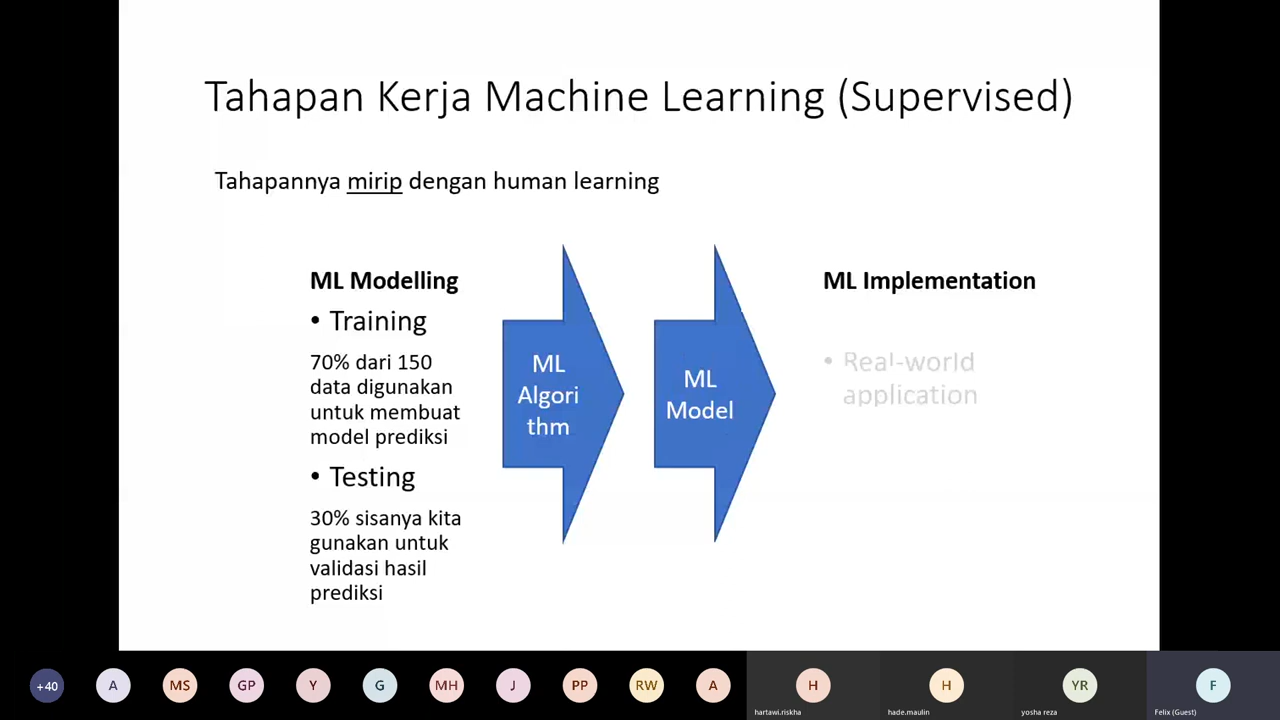 Tahapan Kerja Machine Learning (Supervised)
Tahapannya mirip dengan human learning
ML Modelling
• Training
70% dari 150
data digunakan
untuk membuat
model prediksi
• Testing
30% sisanya kita
gunakan untuk
validasi hasil
prediksi
ML
Algori
thm
ML
Model
ML Implementation
• Real-world
application
+40
A
MS
GP
Y
G
MH
J
PP
RW
A
H
hartawi.riskha
H
hade.maulin
YR
yosha reza
F
Felix (Guest)